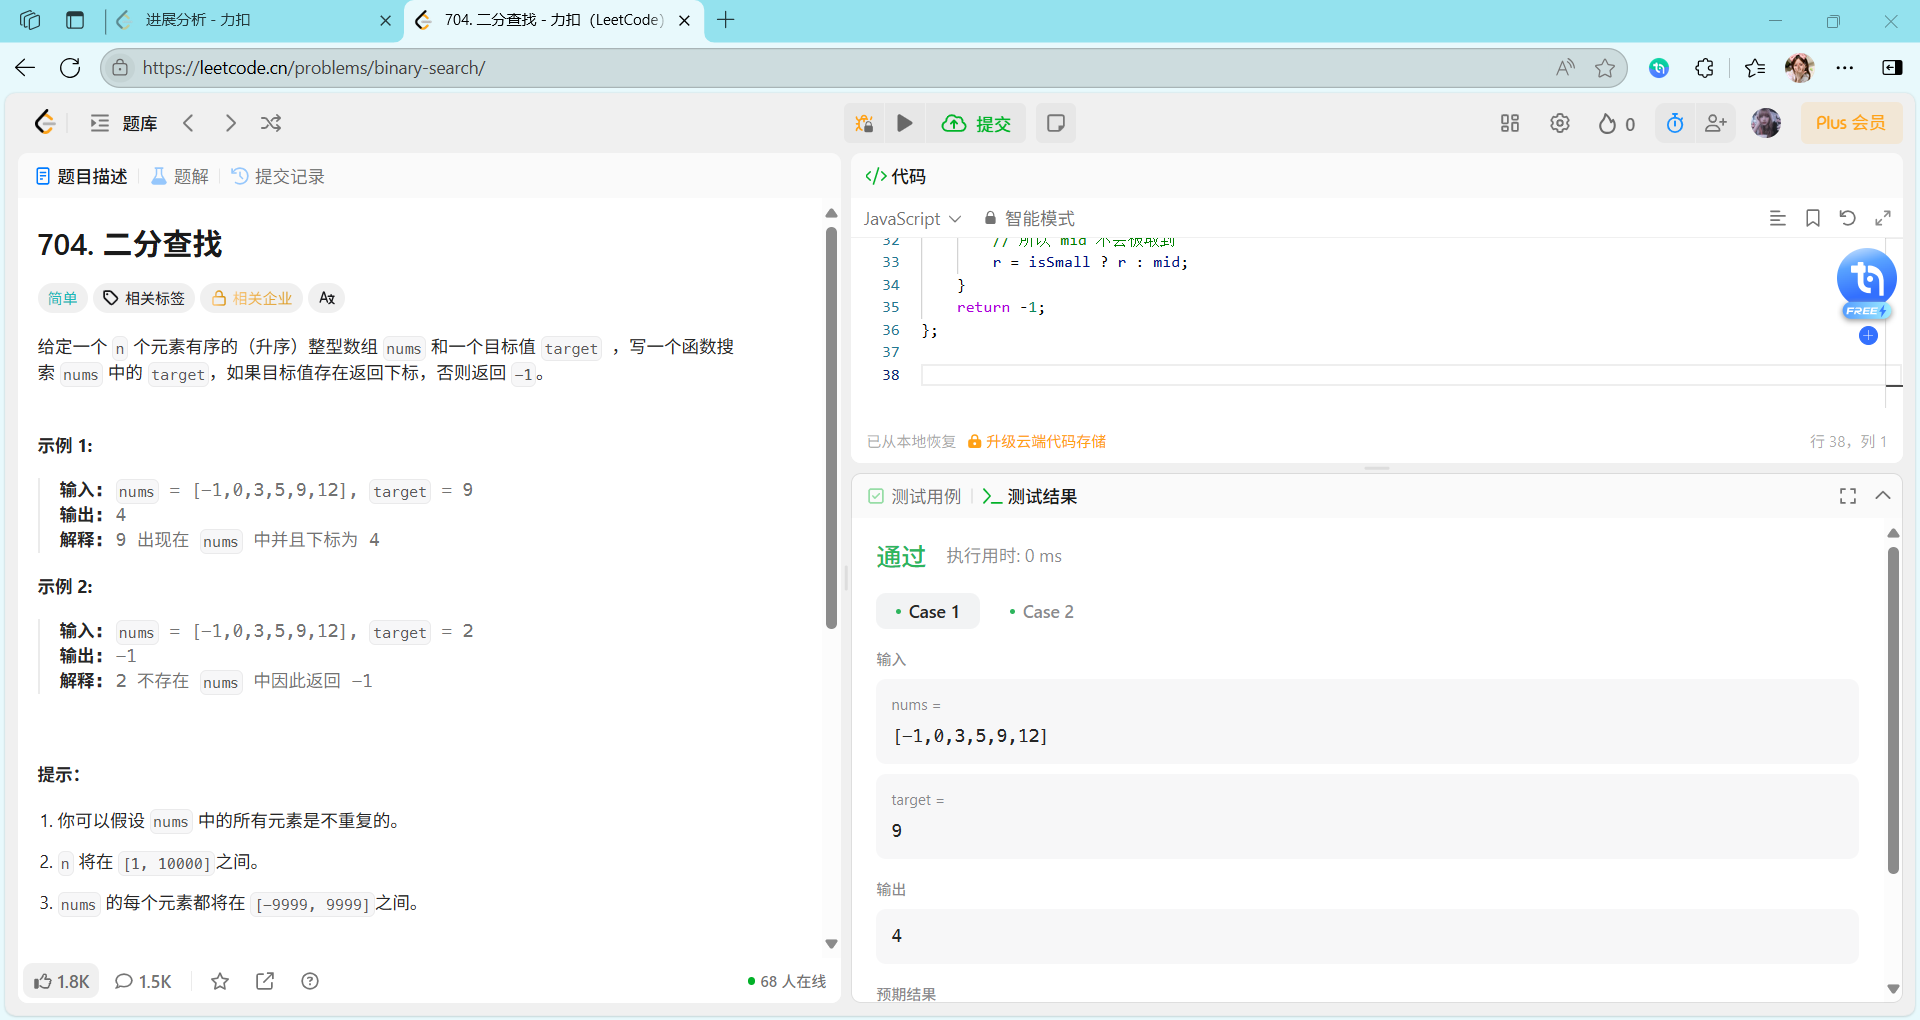 进展分析 - 力扣
704. 二分查找 - 力扣（LeetCode）
https://leetcode.cn/problems/binary-search/
题库
提交
0
Plus 会员
题目描述
题解
提交记录
704. 二分查找
简单
相关标签
相关企业
给定一个 n 个元素有序的（升序）整型数组 nums 和一个目标值 target ，写一个函数搜
索 nums 中的 target，如果目标值存在返回下标，否则返回 -1。
示例 1:
输入: nums = [-1,0,3,5,9,12], target = 9
输出: 4
解释: 9 出现在 nums 中并且下标为 4
示例 2:
输入: nums = [-1,0,3,5,9,12], target = 2
输出: -1
解释: 2 不存在 nums 中因此返回 -1
提示：
1. 你可以假设 nums 中的所有元素是不重复的。
2. n 将在 [1, 10000]之间。
3. nums 的每个元素都将在 [-9999, 9999]之间。
1.8K
1.5K
68 人在线
</> 代码
JavaScript
智能模式
32 // 所以 mid 不会被取到
33 r = isSmall ? r : mid;
34 }
35 return -1;
36 };
37
38
FREE
已从本地恢复
升级云端代码存储
行 38，列 1
测试用例
测试结果
通过
执行用时: 0 ms
Case 1
Case 2
输入
nums =
[-1,0,3,5,9,12]
target =
9
输出
4
预期结果